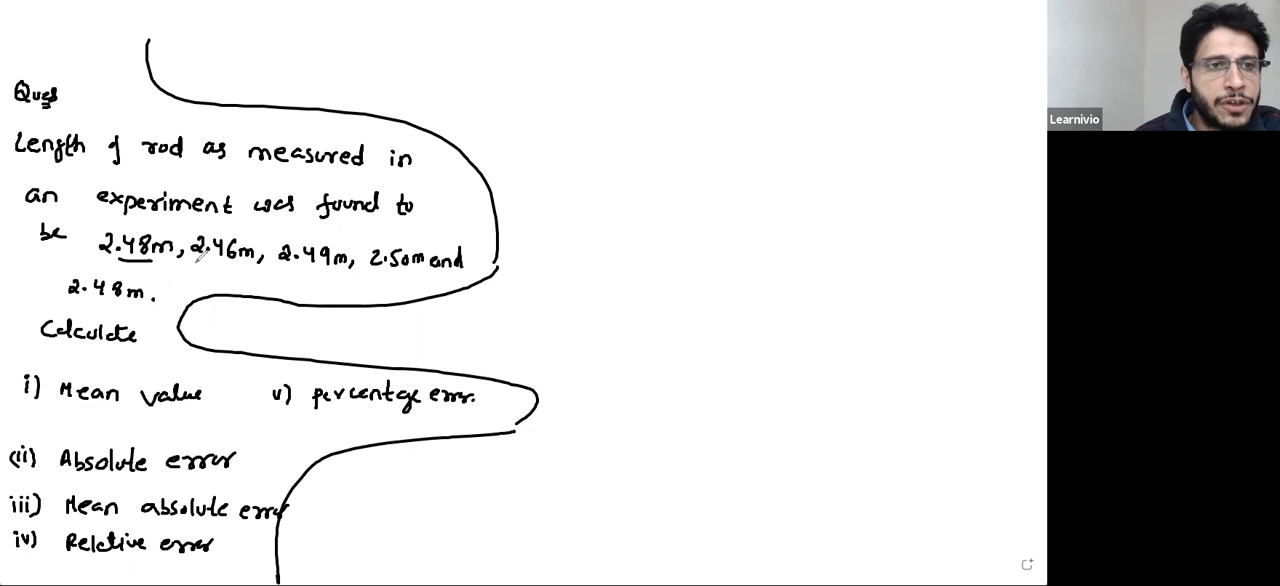 Ques
Length of rod as measured in
an experiment was found to
be 2.48m, 2.46m, 2.49m, 2.50m and
2.48m.
Calculate
i) Mean value v) percentage error.
(ii) Absolute error
iii) Mean absolute error
iv) Relative error
Learnivio